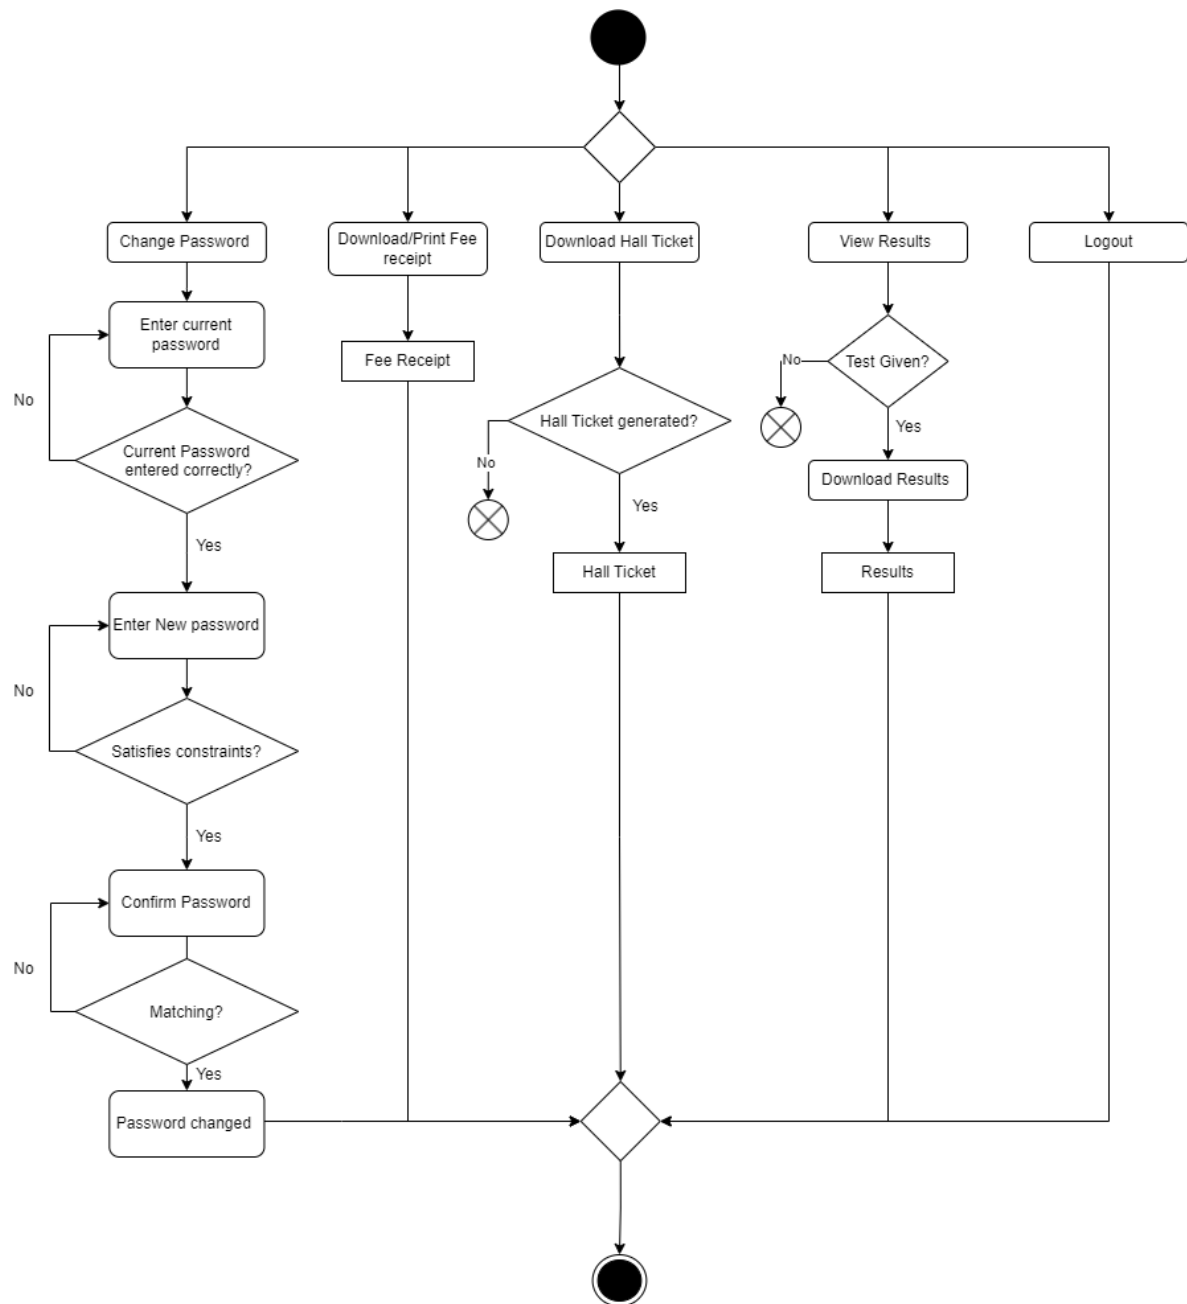 Change Password
Download/Print Fee
receipt
Download Hall Ticket
View Results
Logout
Enter current
password
Fee Receipt
Test Given?
No
No
Hall Ticket generated?
Yes
Current Password
entered correctly?
No
Download Results
Yes
Yes
Hall Ticket
Results
Enter New password
No
Satisfies constraints?
Yes
Confirm Password
No
Matching?
Yes
Password changed